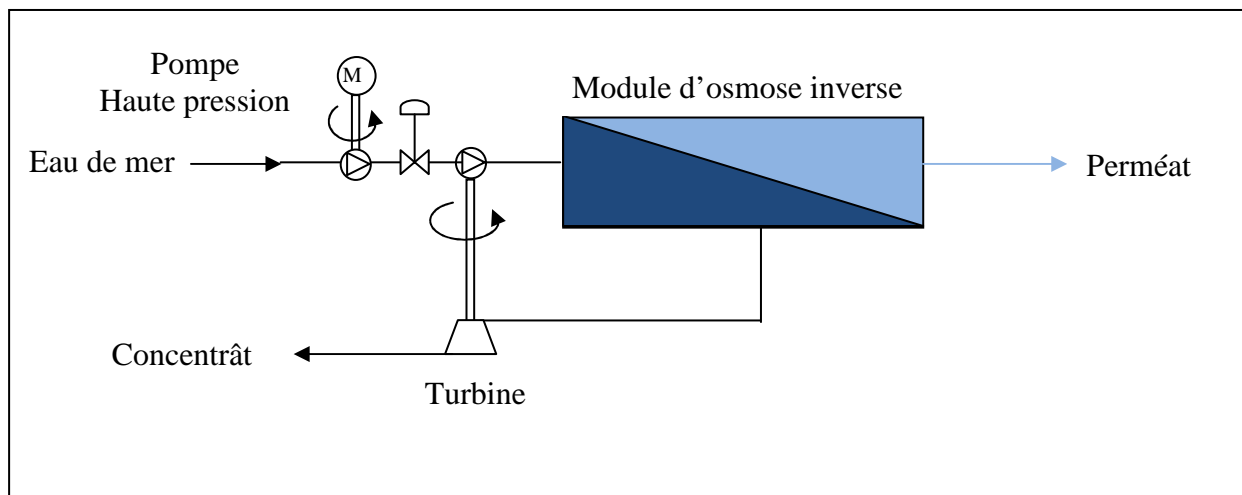 Pompe
Haute pression
M
Module d'osmose inverse
Eau de mer
Perméat
Concentrât
Turbine